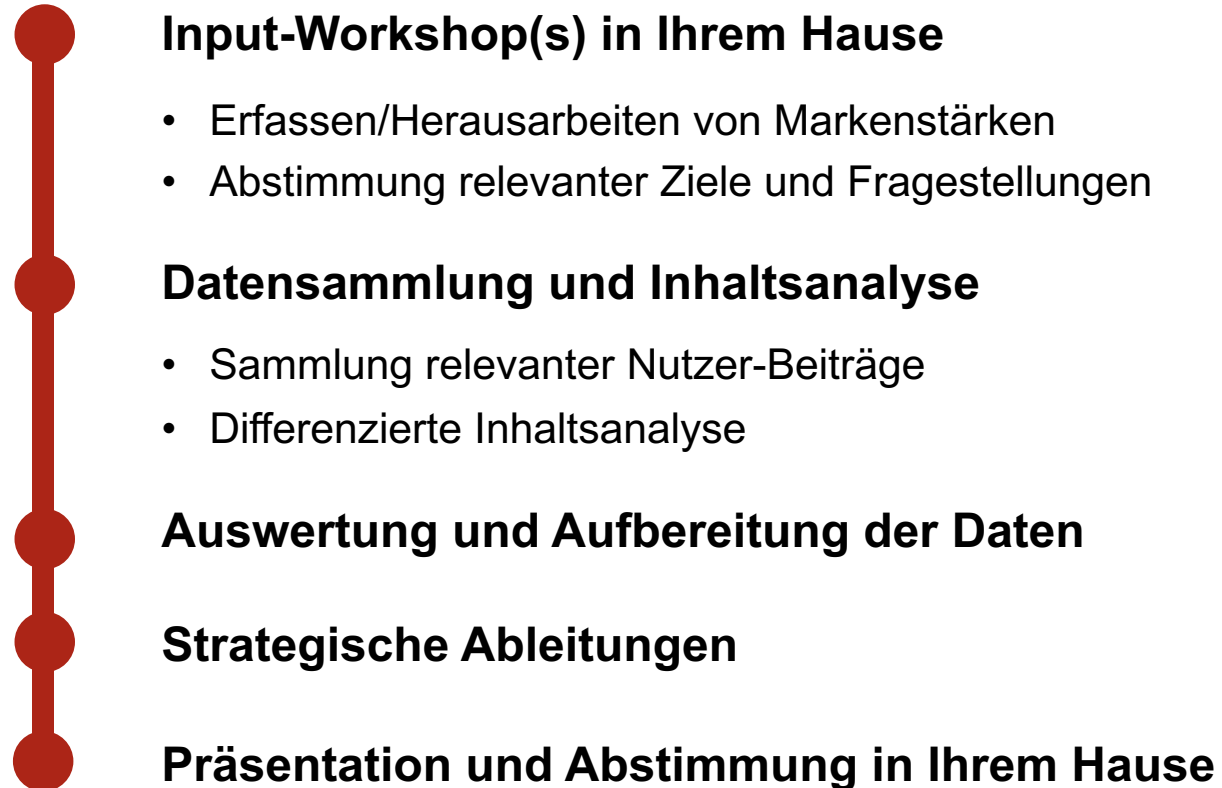 Input-Workshop(s) in Ihrem Hause
• Erfassen/Herausarbeiten von Markenstärken
• Abstimmung relevanter Ziele und Fragestellungen
Datensammlung und Inhaltsanalyse
• Sammlung relevanter Nutzer-Beiträge
• Differenzierte Inhaltsanalyse
Auswertung und Aufbereitung der Daten
Strategische Ableitungen
Präsentation und Abstimmung in Ihrem Hause